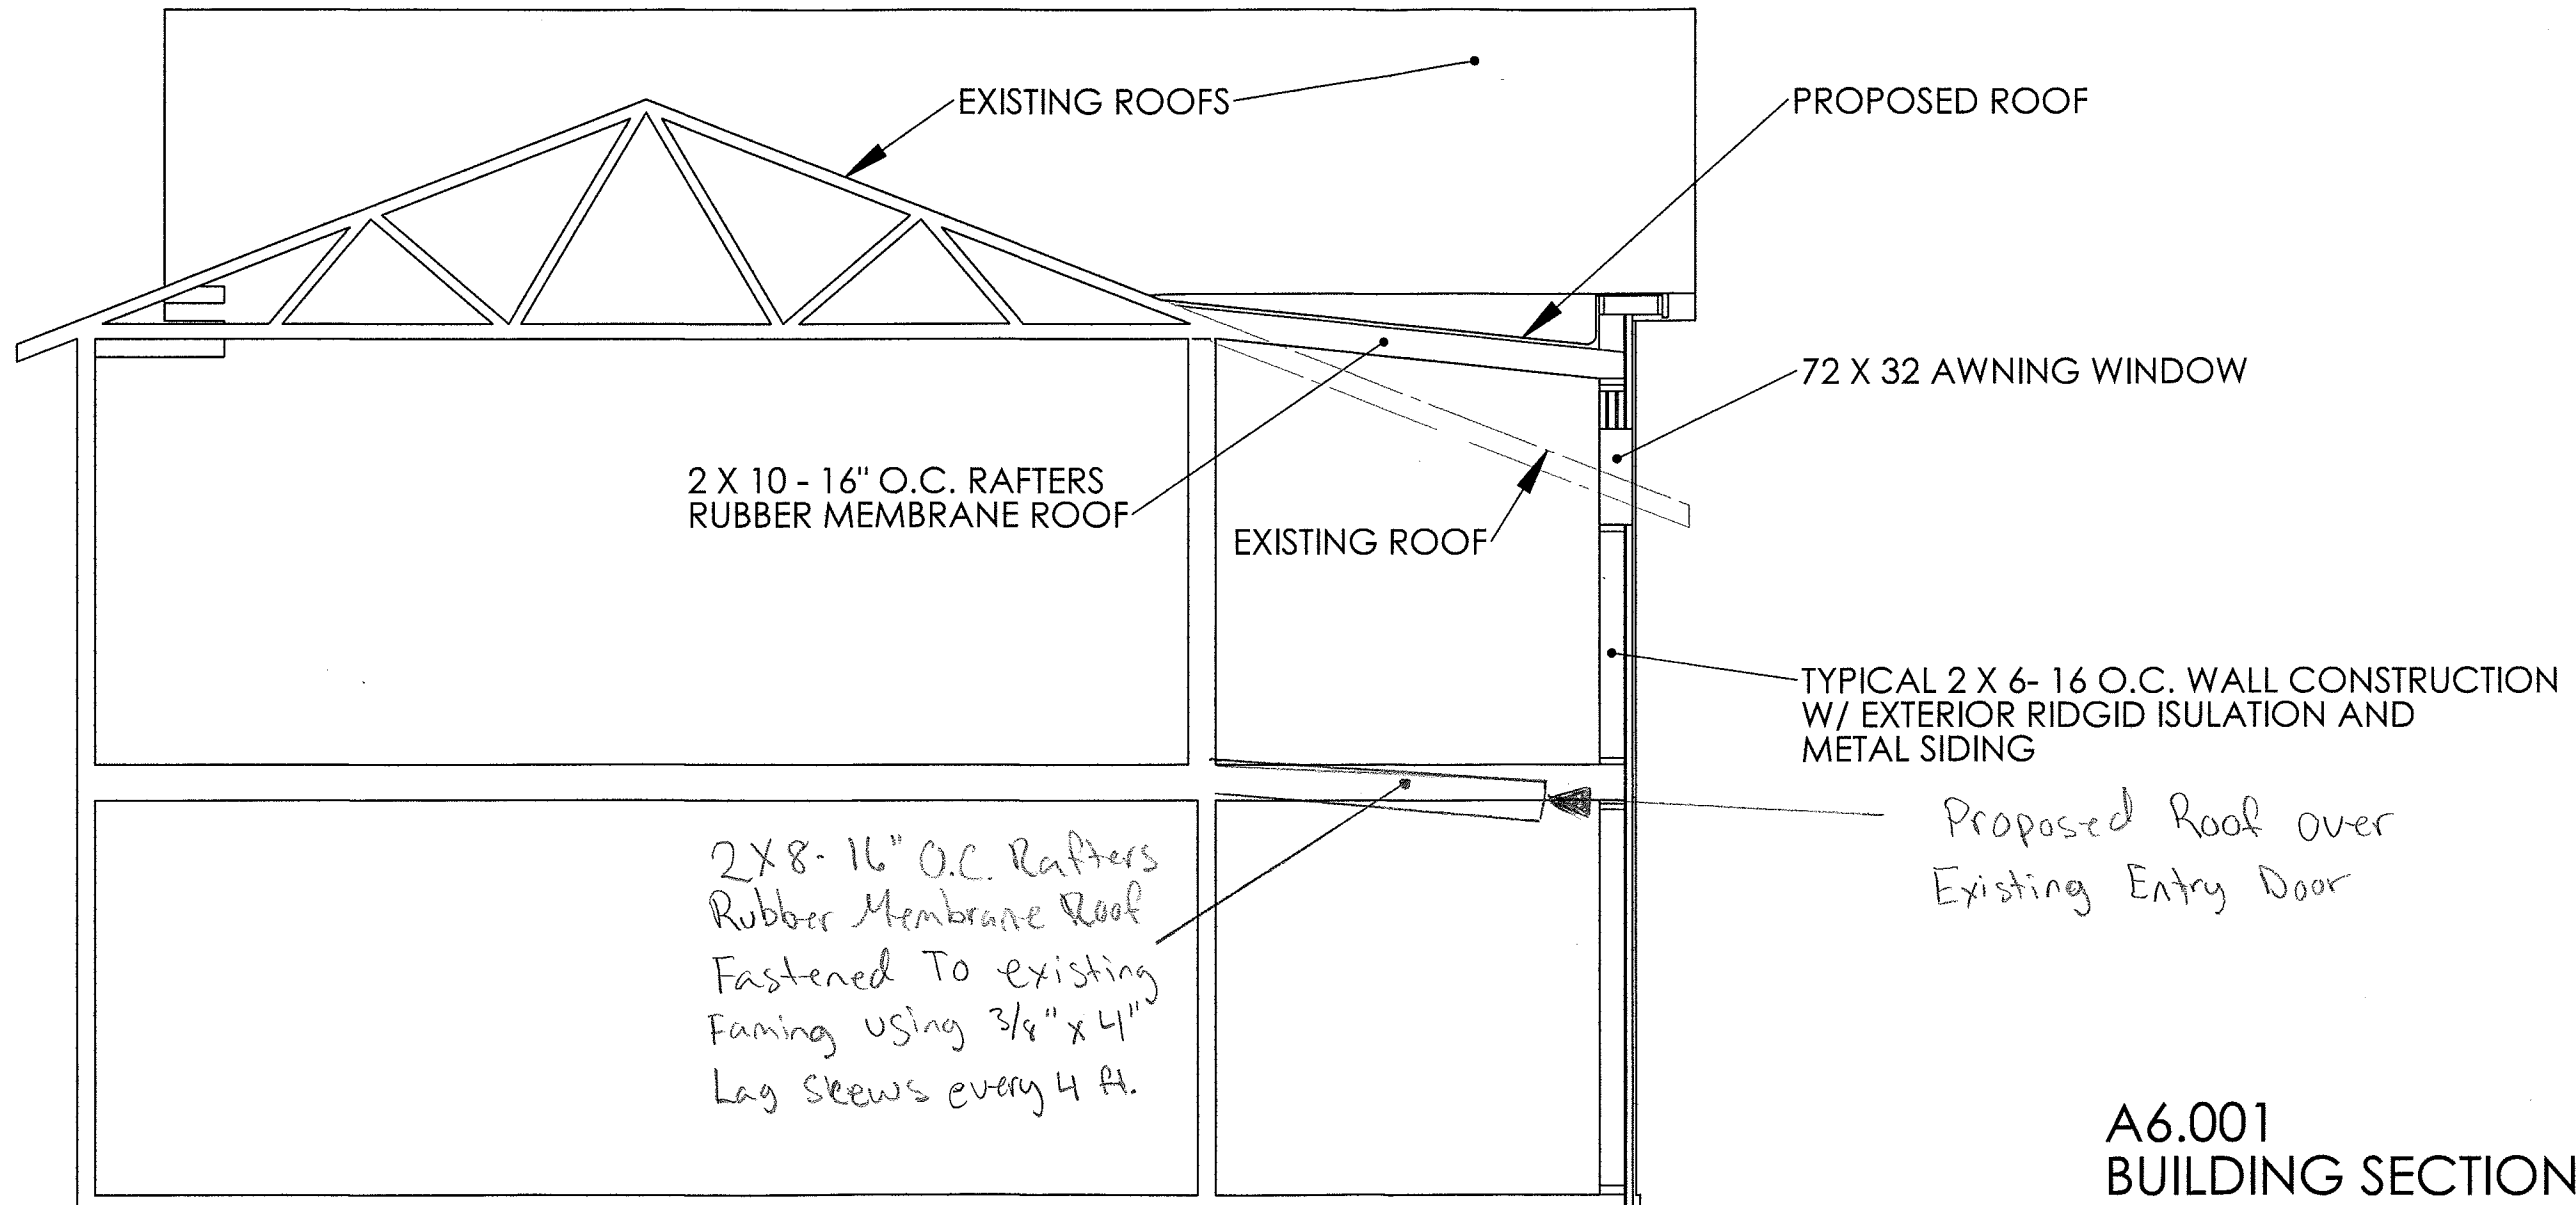 EXISTING ROOFS
PROPOSED ROOF
72 X 32 AWNING WINDOW
2 X 10 - 16" O.C. RAFTERS
RUBBER MEMBRANE ROOF
EXISTING ROOF
TYPICAL 2 X 6- 16 O.C. WALL CONSTRUCTION
W/ EXTERIOR RIDGID ISULATION AND
METAL SIDING
Proposed Roof over
Existing Entry Door
2X8- 16" O.C. Rafters
Rubber Membrane Roof
Fastened To existing
Faming using 3/8" x 4"
Lag skews every 4 ft.
A6.001
BUILDING SECTION